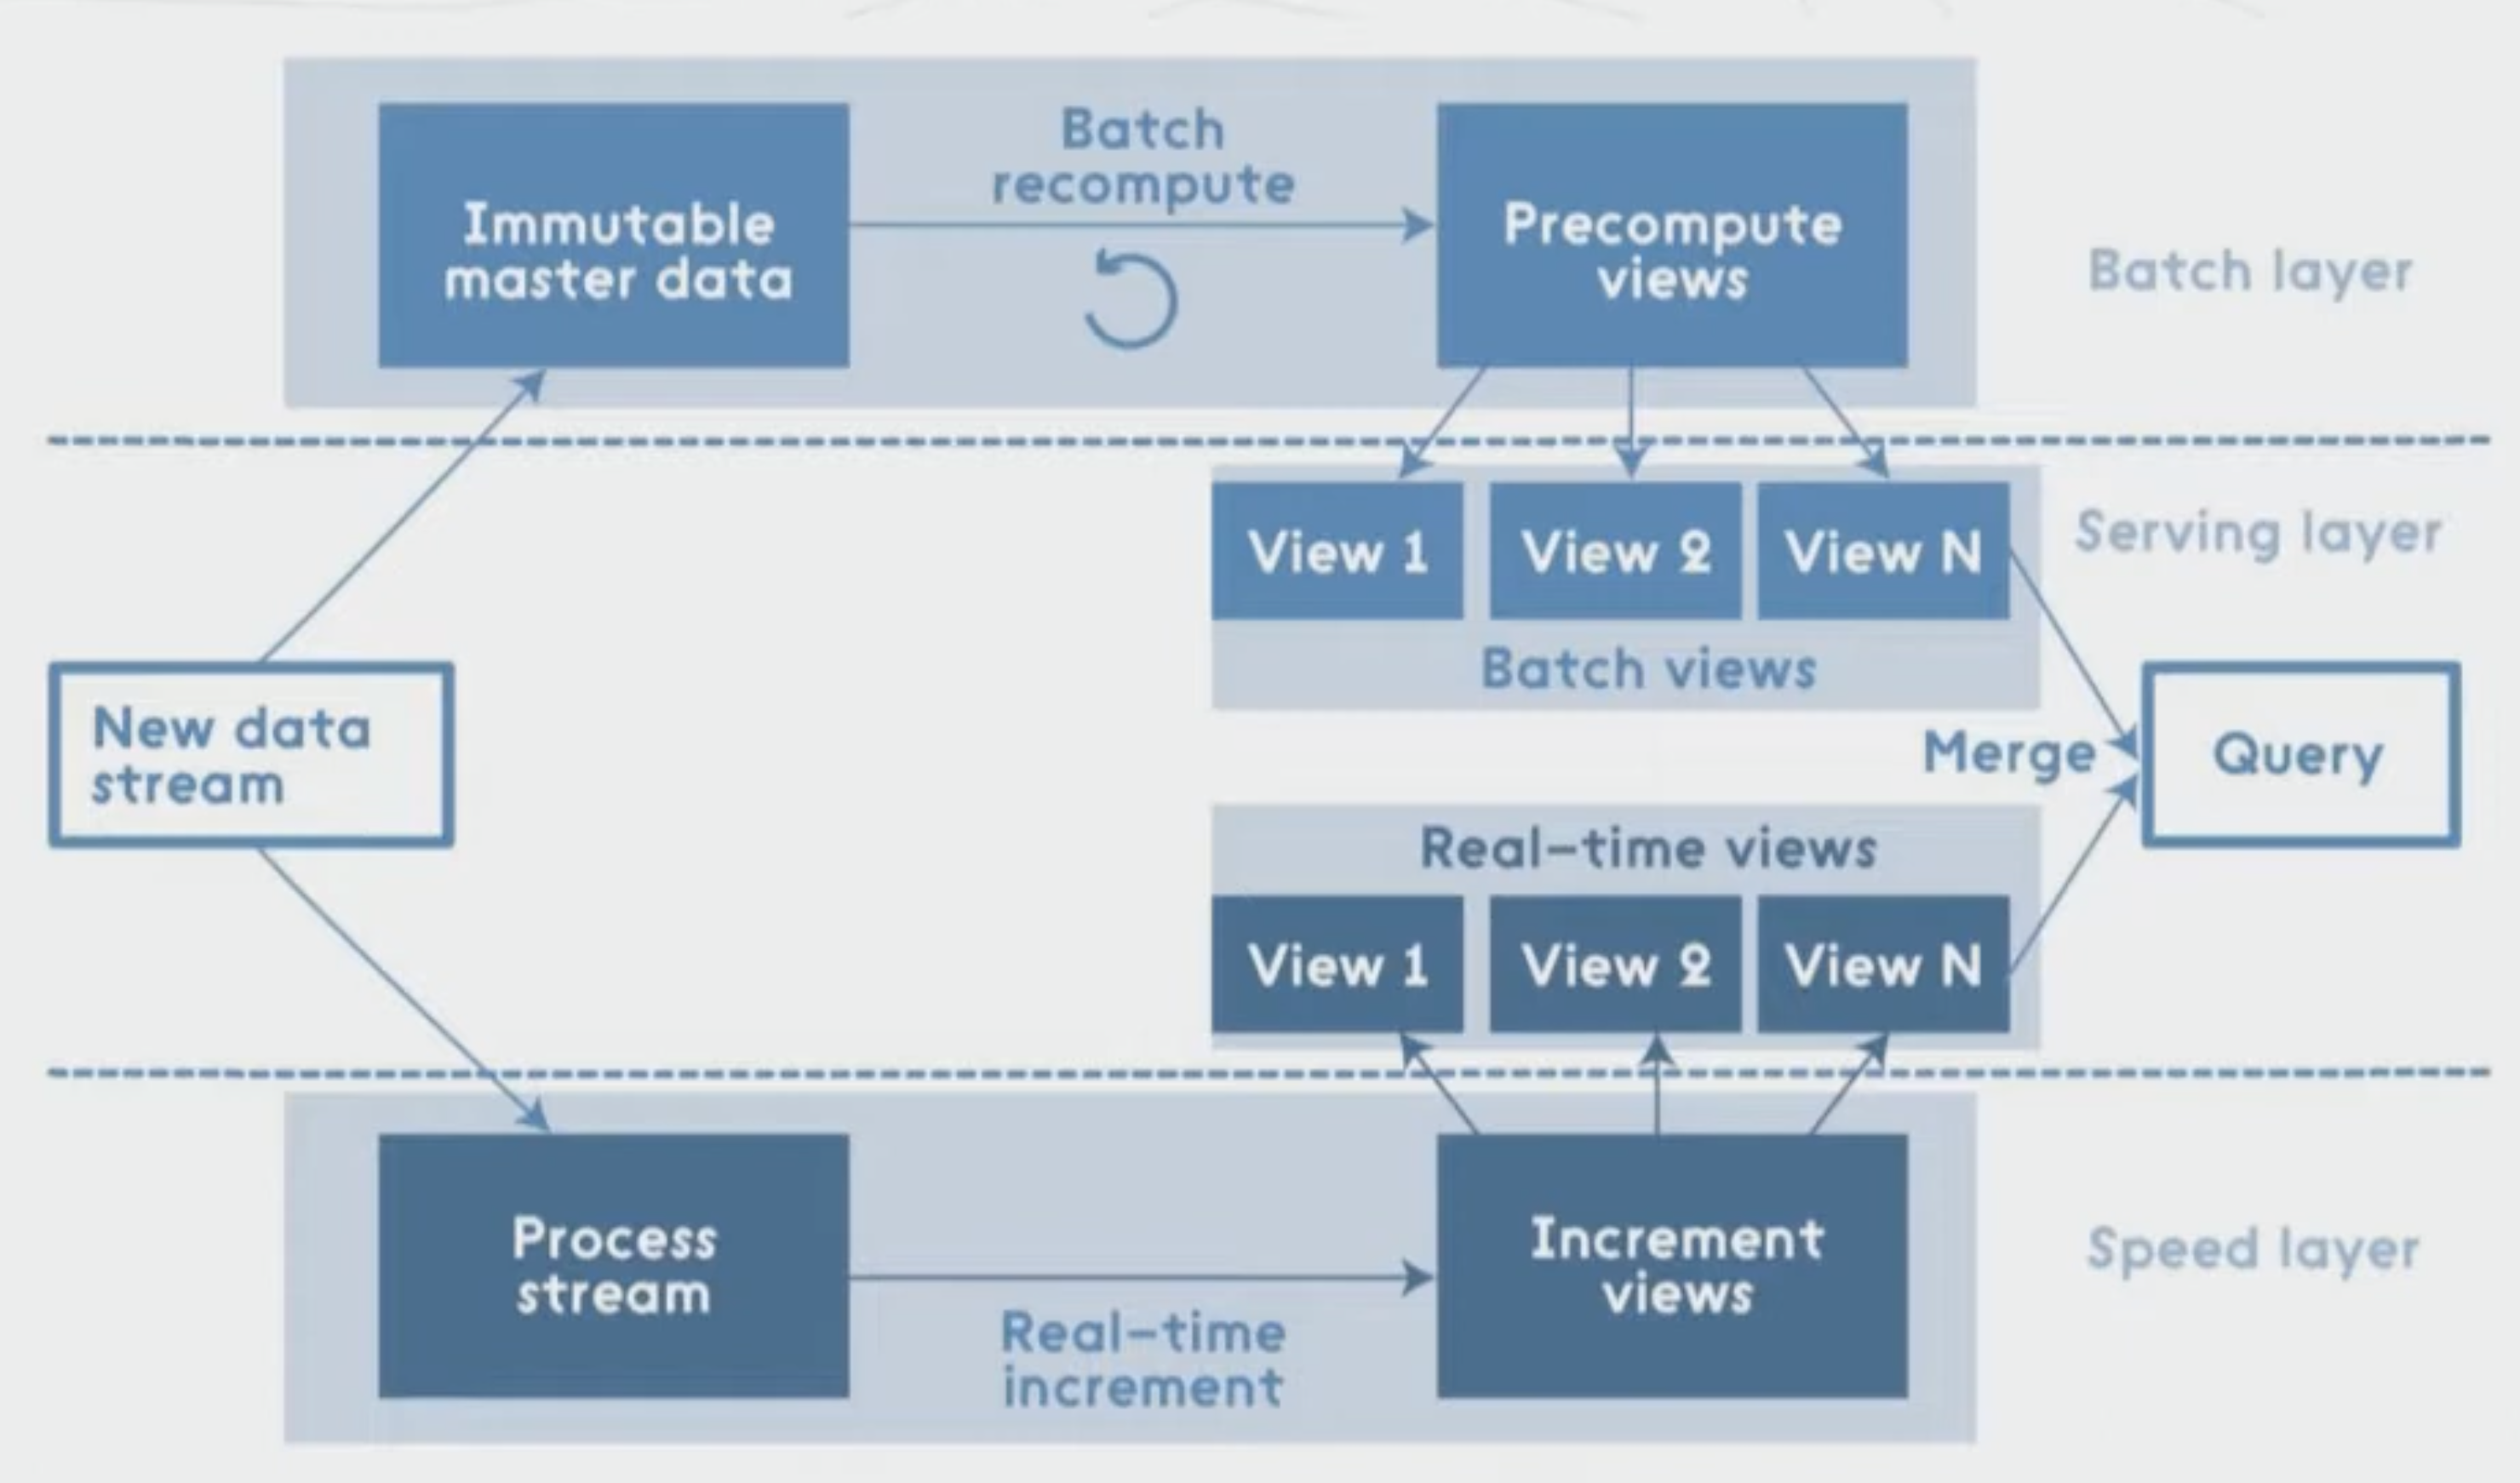 Batch
recompute
Immutable
master data
Precompute
views
Batch layer
View 1
View 2
View N
Serving layer
Batch views
New data
stream
Merge
Query
Real-time views
View 1
View 2
View N
Process
stream
Increment
views
Speed layer
Real-time
increment